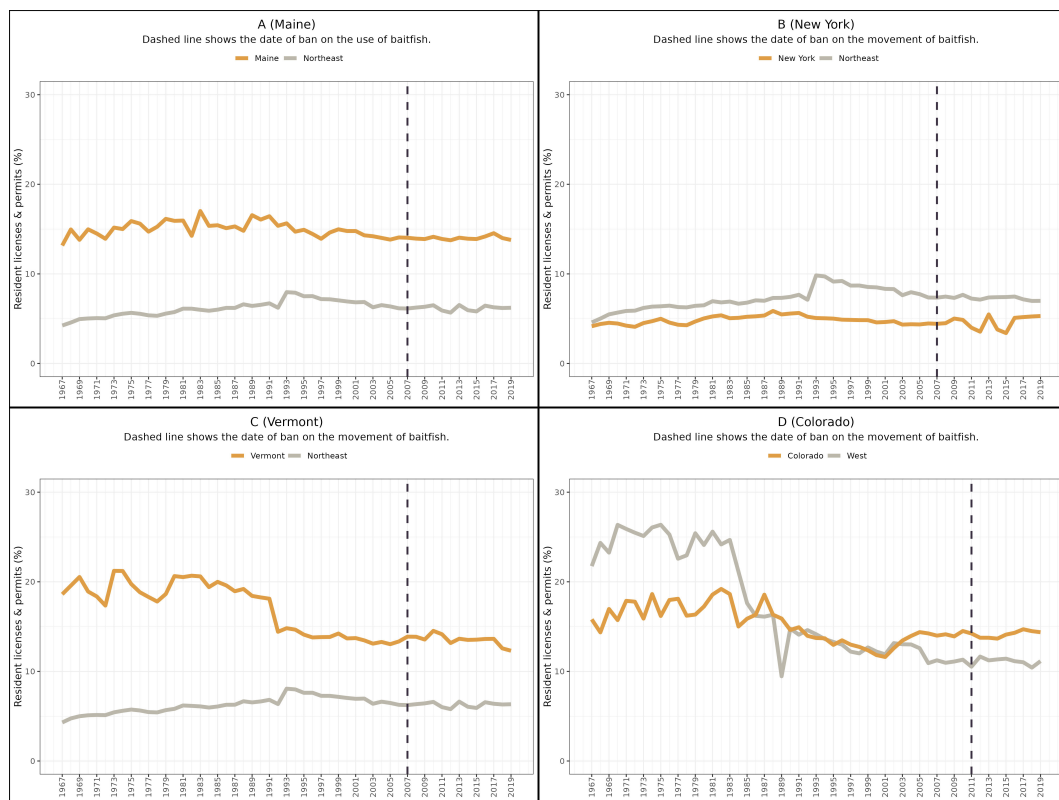 A (Maine)
Dashed line shows the date of ban on the use of baitfish.
Maine Northeast
Resident licenses & permits (%)
30
20
10
0
1967 1969 1971 1973 1975 1977 1979 1981 1983 1985 1987 1989 1991 1993 1995 1997 1999 2001 2003 2005 2007 2009 2011 2013 2015 2017 2019
B (New York)
Dashed line shows the date of ban on the movement of baitfish.
New York Northeast
Resident licenses & permits (%)
30
20
10
0
1967 1969 1971 1973 1975 1977 1979 1981 1983 1985 1987 1989 1991 1993 1995 1997 1999 2001 2003 2005 2007 2009 2011 2013 2015 2017 2019
C (Vermont)
Dashed line shows the date of ban on the movement of baitfish.
Vermont Northeast
Resident licenses & permits (%)
30
20
10
0
1967 1969 1971 1973 1975 1977 1979 1981 1983 1985 1987 1989 1991 1993 1995 1997 1999 2001 2003 2005 2007 2009 2011 2013 2015 2017 2019
D (Colorado)
Dashed line shows the date of ban on the movement of baitfish.
Colorado West
Resident licenses & permits (%)
30
20
10
0
1967 1969 1971 1973 1975 1977 1979 1981 1983 1985 1987 1989 1991 1993 1995 1997 1999 2001 2003 2005 2007 2009 2011 2013 2015 2017 2019